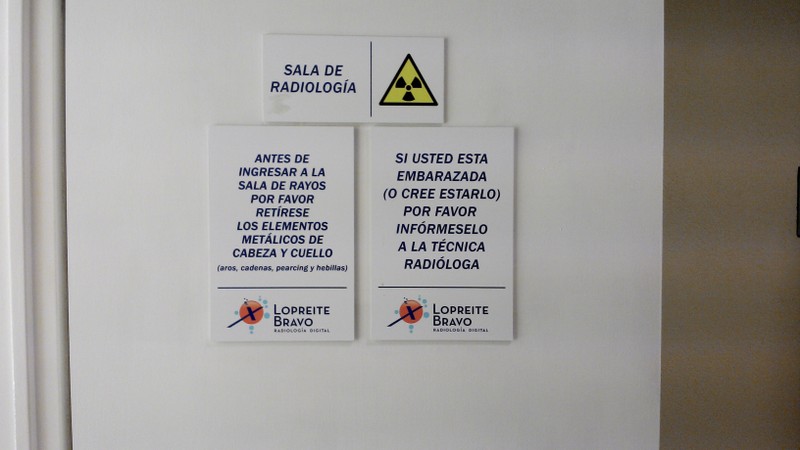 SALA DE
RADIOLOGÍA
ANTES DE
INGRESAR A LA
SALA DE RAYOS
POR FAVOR
RETÍRESE
LOS ELEMENTOS
METÁLICOS DE
CABEZA Y CUELLO
(aros, cadenas, pearcing y hebillas)
LOPREITE
BRAVO
RADIOLOGÍA DIGITAL
SI USTED ESTA
EMBARAZADA
(O CREE ESTARLO)
POR FAVOR
INFÓRMESELO
A LA TÉCNICA
RADIÓLOGA
LOPREITE
BRAVO
RADIOLOGÍA DIGITAL